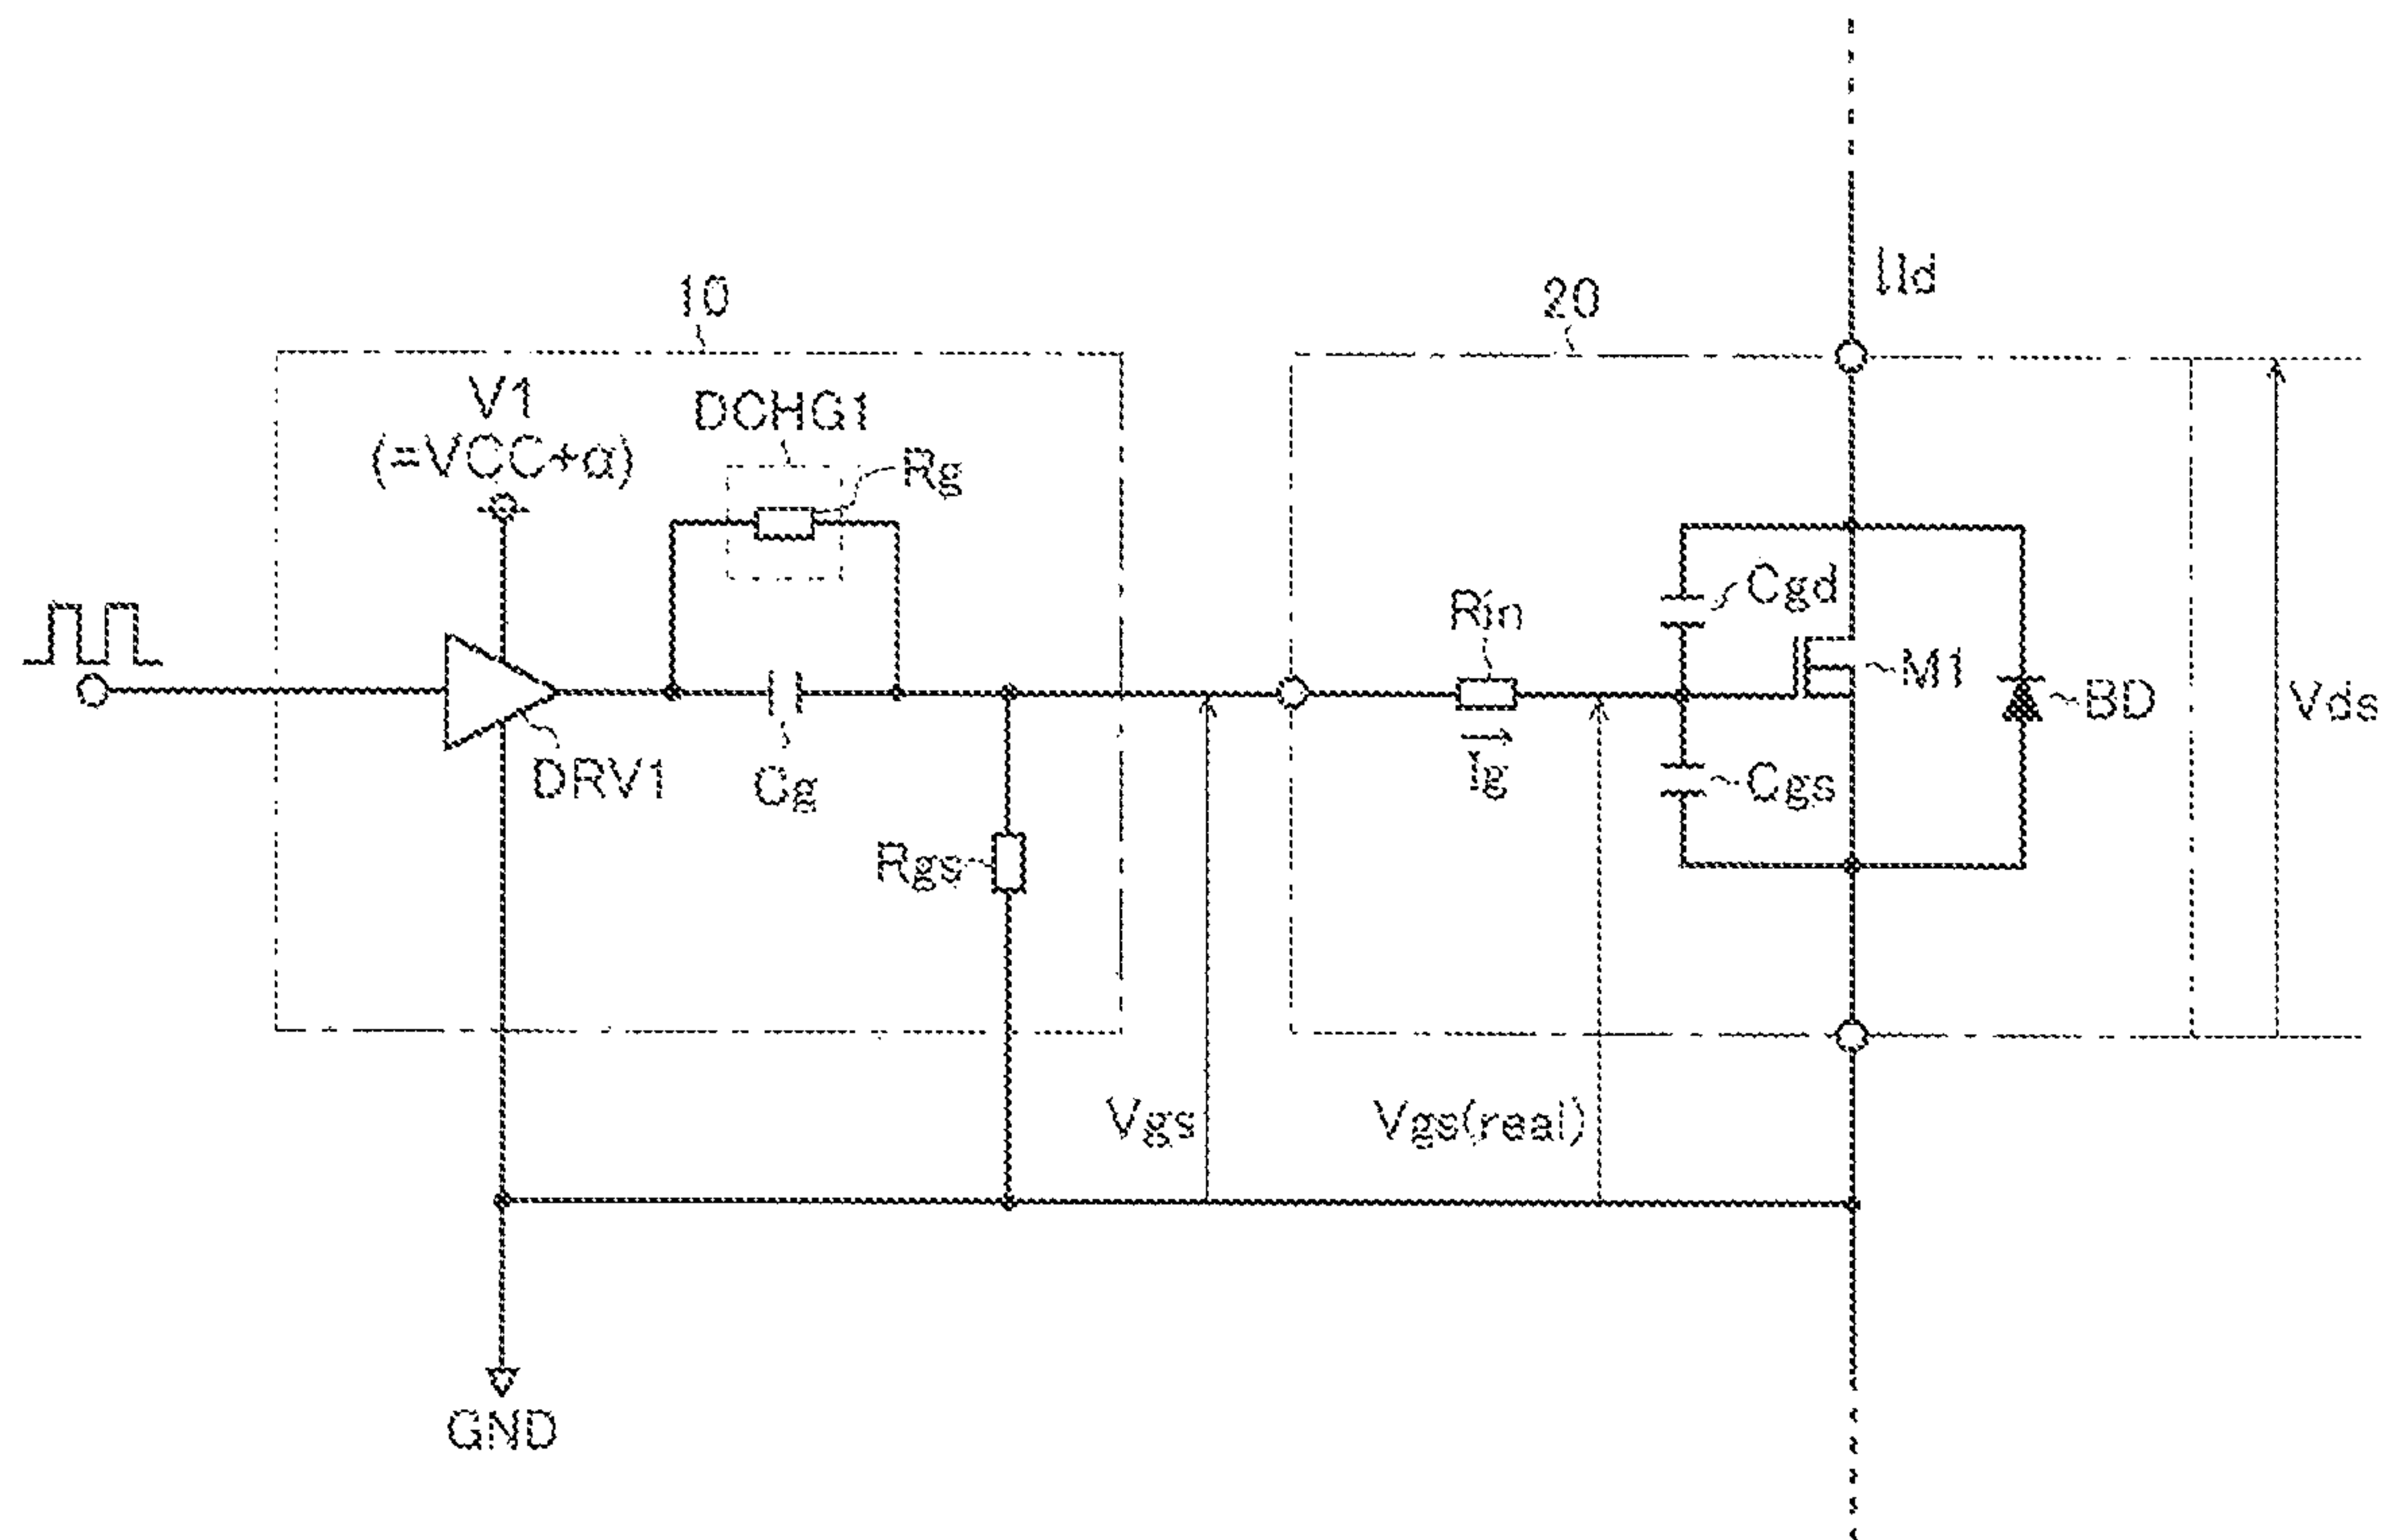 10
20
↓Id
V1
(=VCC+α)
DCHG1
Rg
DRV1
Cg
Rgs
Rin
Ig
Cgd
M1
BD
Cgs
Vds
Vgs
Vgs(real)
GND